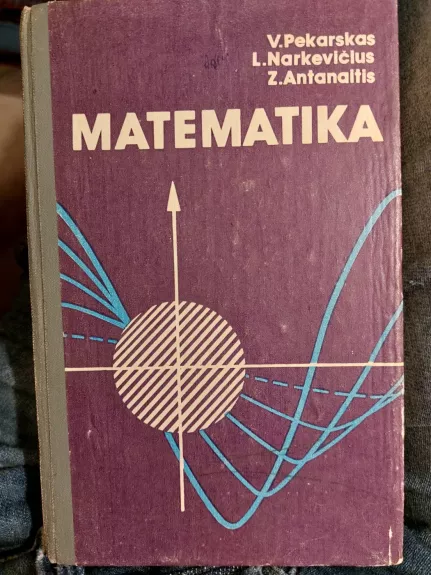 V.Pekarskas
L.Narkevičius
Z.Antanaitis
MATEMATIKA